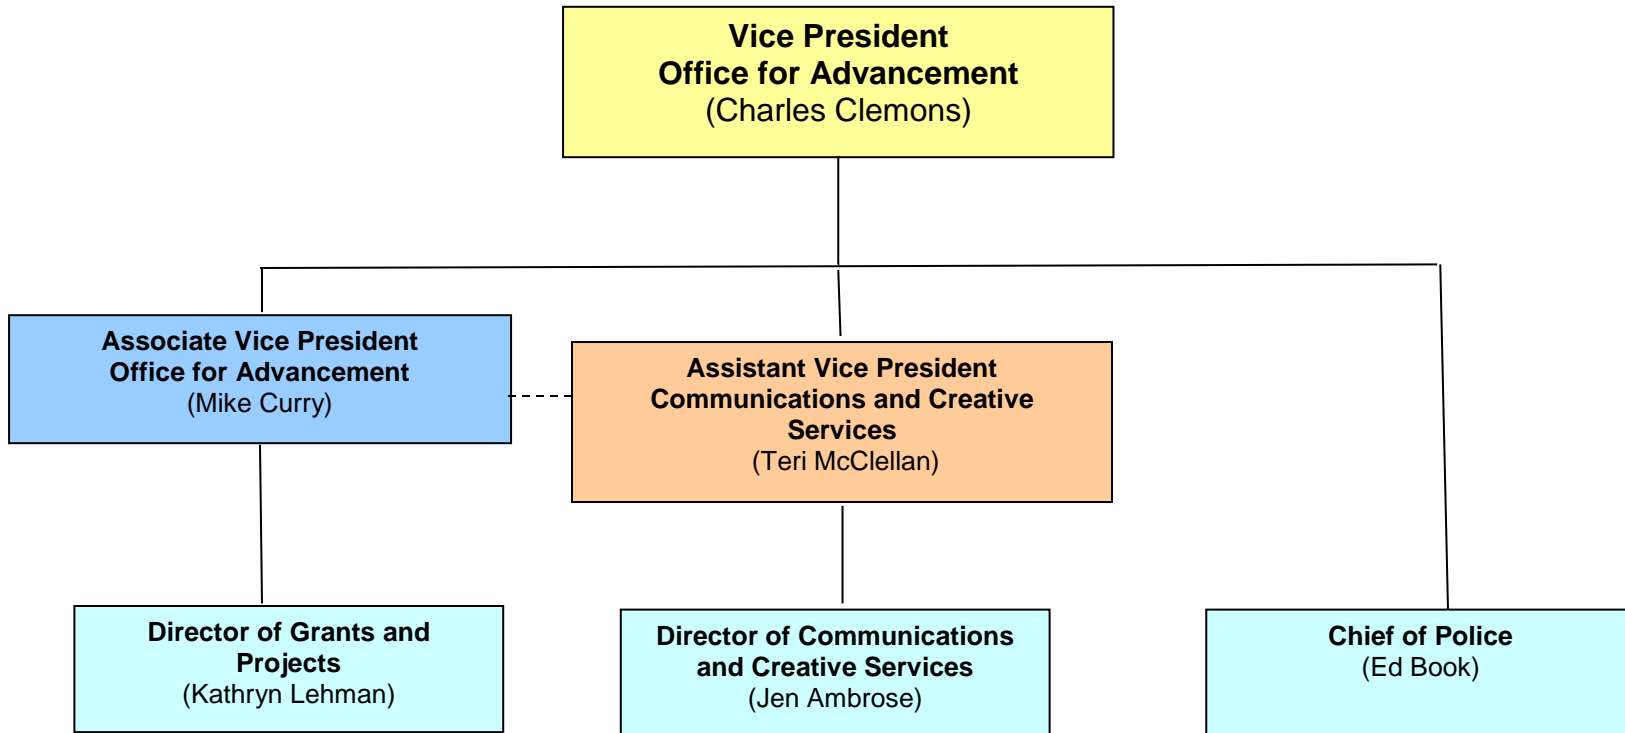 Vice President
Office for Advancement
(Charles Clemons)
Associate Vice President
Office for Advancement
(Mike Curry)
Assistant Vice President
Communications and Creative
Services
(Teri McClellan)
Director of Grants and
Projects
(Kathryn Lehman)
Director of Communications
and Creative Services
(Jen Ambrose)
Chief of Police
(Ed Book)